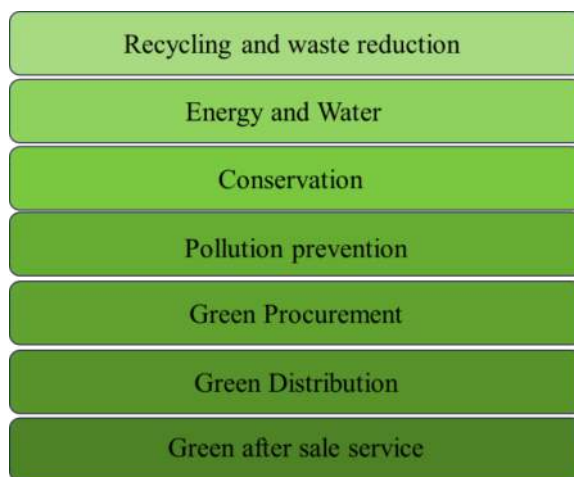 Recycling and waste reduction
Energy and Water
Conservation
Pollution prevention
Green Procurement
Green Distribution
Green after sale service